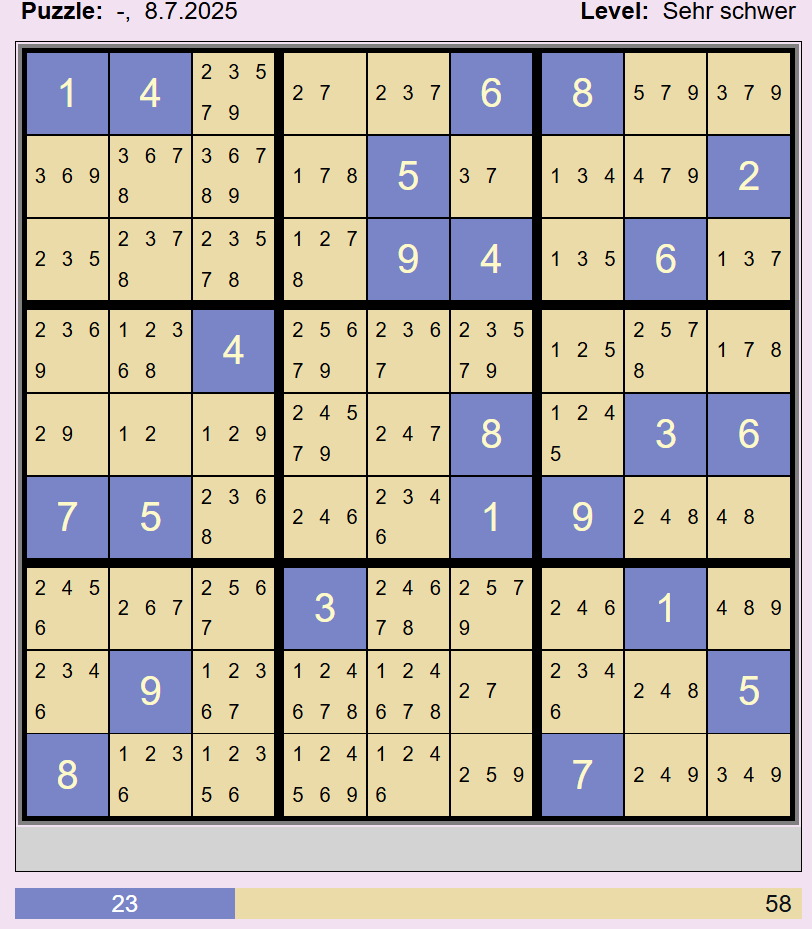 Puzzle: -, 8.7.2025 Level: Sehr schwer
1 4 2 3 5 7 9 2 7 2 3 7 6 8 5 7 9 3 7 9
3 6 9 3 6 7 8 3 6 7 8 9 1 7 8 5 3 7 1 3 4 4 7 9 2
2 3 5 2 3 7 8 2 3 5 7 8 1 2 7 8 9 4 1 3 5 6 1 3 7
2 3 6 9 1 2 3 6 8 4 2 5 6 7 9 2 3 6 7 2 3 5 7 9 1 2 5 2 5 7 8 1 7 8
2 9 1 2 1 2 9 2 4 5 7 9 2 4 7 8 1 2 4 5 3 6
7 5 2 3 6 8 2 4 6 2 3 4 6 1 9 2 4 8 4 8
2 4 5 6 2 6 7 2 5 6 7 3 2 4 6 7 8 2 5 7 9 2 4 6 1 4 8 9
2 3 4 6 9 1 2 3 6 7 1 2 4 6 7 8 1 2 4 6 7 8 2 7 2 3 4 6 2 4 8 5
8 1 2 3 6 1 2 3 5 6 1 2 4 5 6 9 1 2 4 6 2 5 9 7 2 4 9 3 4 9
23 58